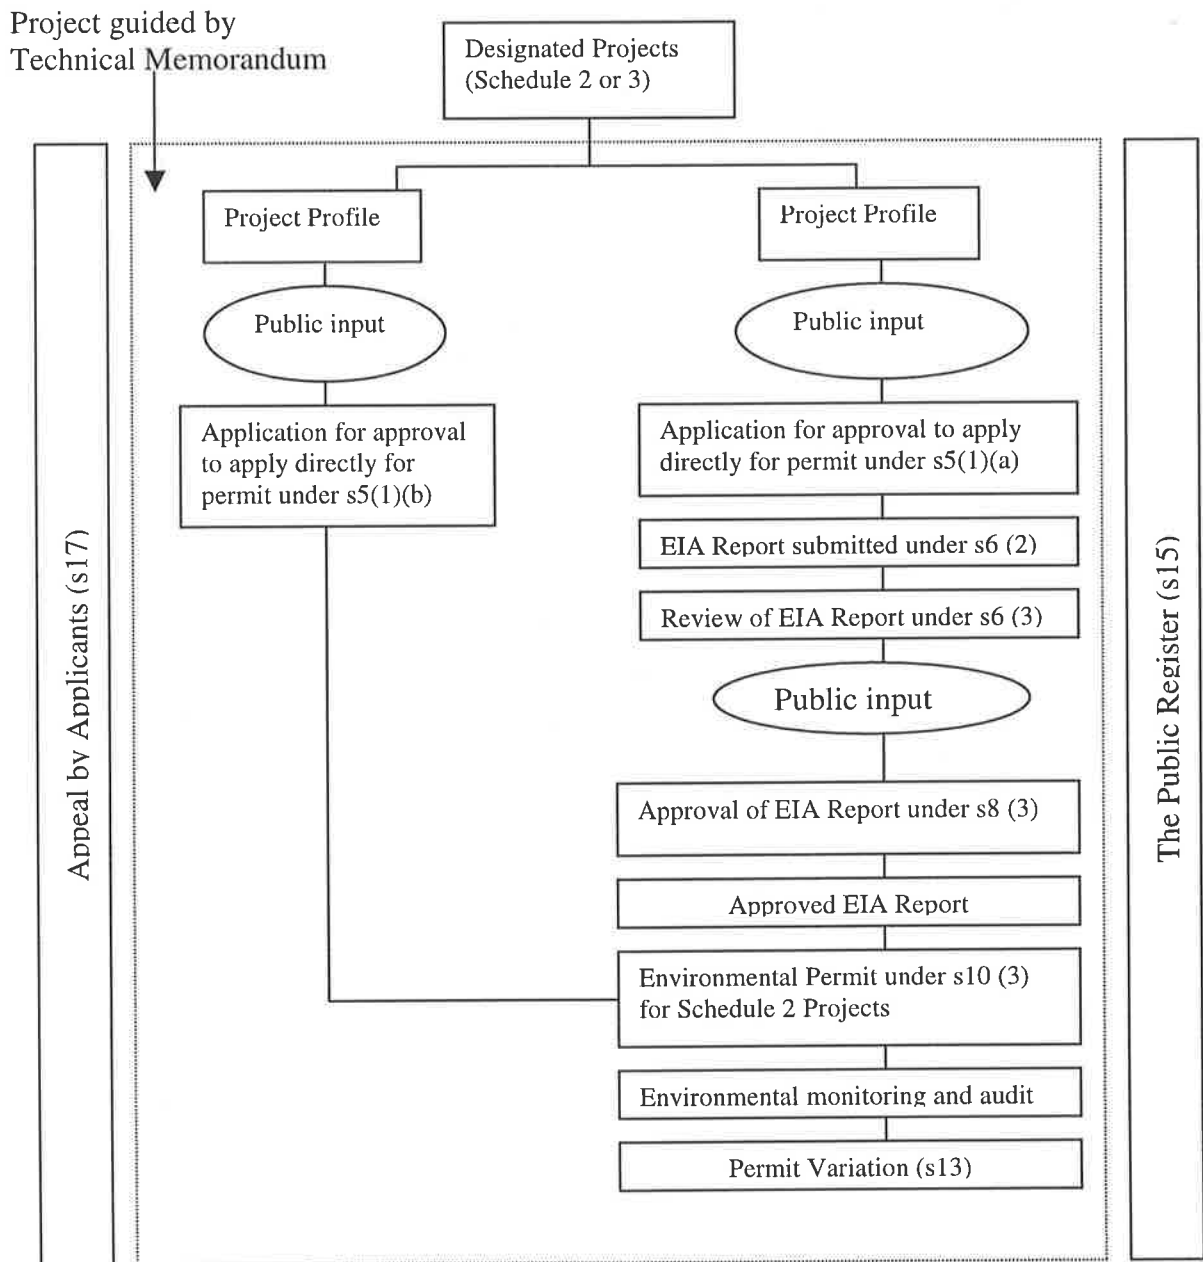 Project guided by
Technical Memorandum
Designated Projects
(Schedule 2 or 3)
Appeal by Applicants (s17)
The Public Register (s15)
Project Profile
Public input
Application for approval
to apply directly for
permit under s5(1)(b)
Project Profile
Public input
Application for approval to apply
directly for permit under s5(1)(a)
EIA Report submitted under s6 (2)
Review of EIA Report under s6 (3)
Public input
Approval of EIA Report under s8 (3)
Approved EIA Report
Environmental Permit under s10 (3)
for Schedule 2 Projects
Environmental monitoring and audit
Permit Variation (s13)